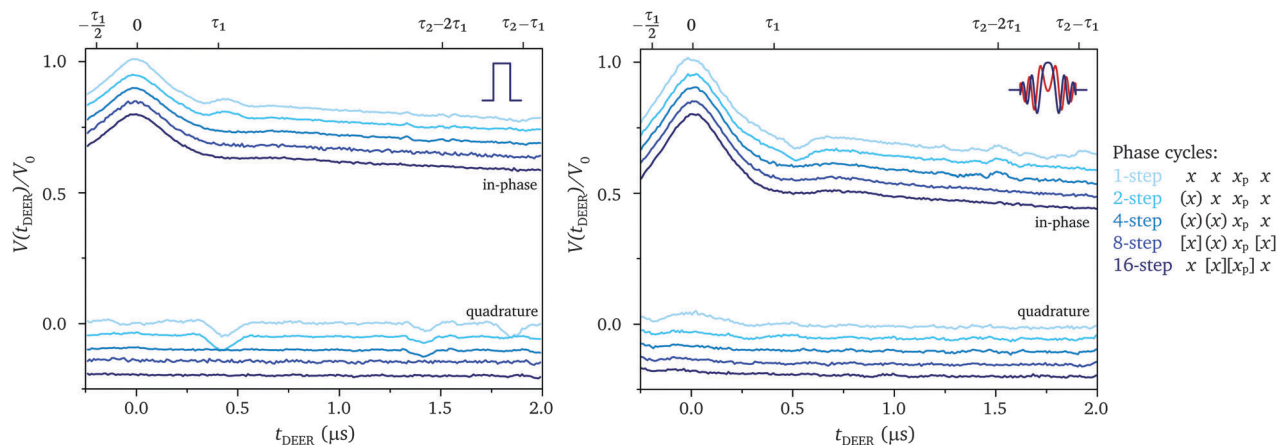 −τ1/2 0 τ1 τ2−2τ1 τ2−τ1
1.0
0.5
0.0
V(tDEER)/V0
in-phase
quadrature
0.0 0.5 1.0 1.5 2.0
tDEER (μs)
−τ1/2 0 τ1 τ2−2τ1 τ2−τ1
1.0
0.5
0.0
V(tDEER)/V0
in-phase
quadrature
0.0 0.5 1.0 1.5 2.0
tDEER (μs)
Phase cycles:
1-step x x xp x
2-step (x) x xp x
4-step (x) (x) xp x
8-step [x] (x) xp [x]
16-step x [x] [xp] x